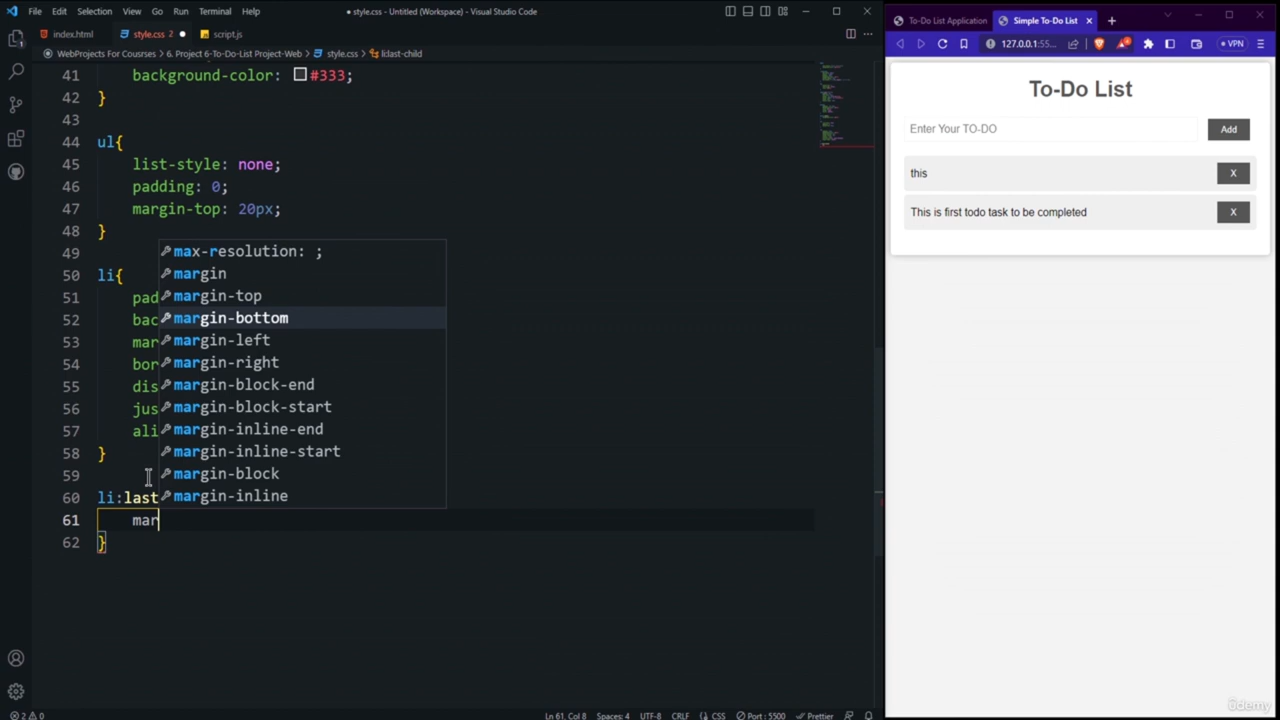 File Edit Selection View Go Run Terminal Help
● style.css - Untitled (Workspace) - Visual Studio Code
index.html
style.css 2
script.js
WebProjects For Coursses > 6. Project 6-To-Do-List Project-Web > style.css > li:last-child
41 background-color: #333;
42 }
43
44 ul{
45 list-style: none;
46 padding: 0;
47 margin-top: 20px;
48 }
49
50 li{
51 pad
52 bac
53 mar
54 bor
55 dis
56 jus
57 ali
58 }
59
60 li:last
61 mar
62 }
max-resolution: ;
margin
margin-top
margin-bottom
margin-left
margin-right
margin-block-end
margin-block-start
margin-inline-end
margin-inline-start
margin-block
margin-inline
2 0
Ln 61, Col 8 Spaces: 4 UTF-8 CRLF {} CSS Port : 5500 Prettier
To-Do List Application
Simple To-Do List
127.0.0.1:55...
VPN
To-Do List
Enter Your TO-DO
Add
this
X
This is first todo task to be completed
X
ûdemy